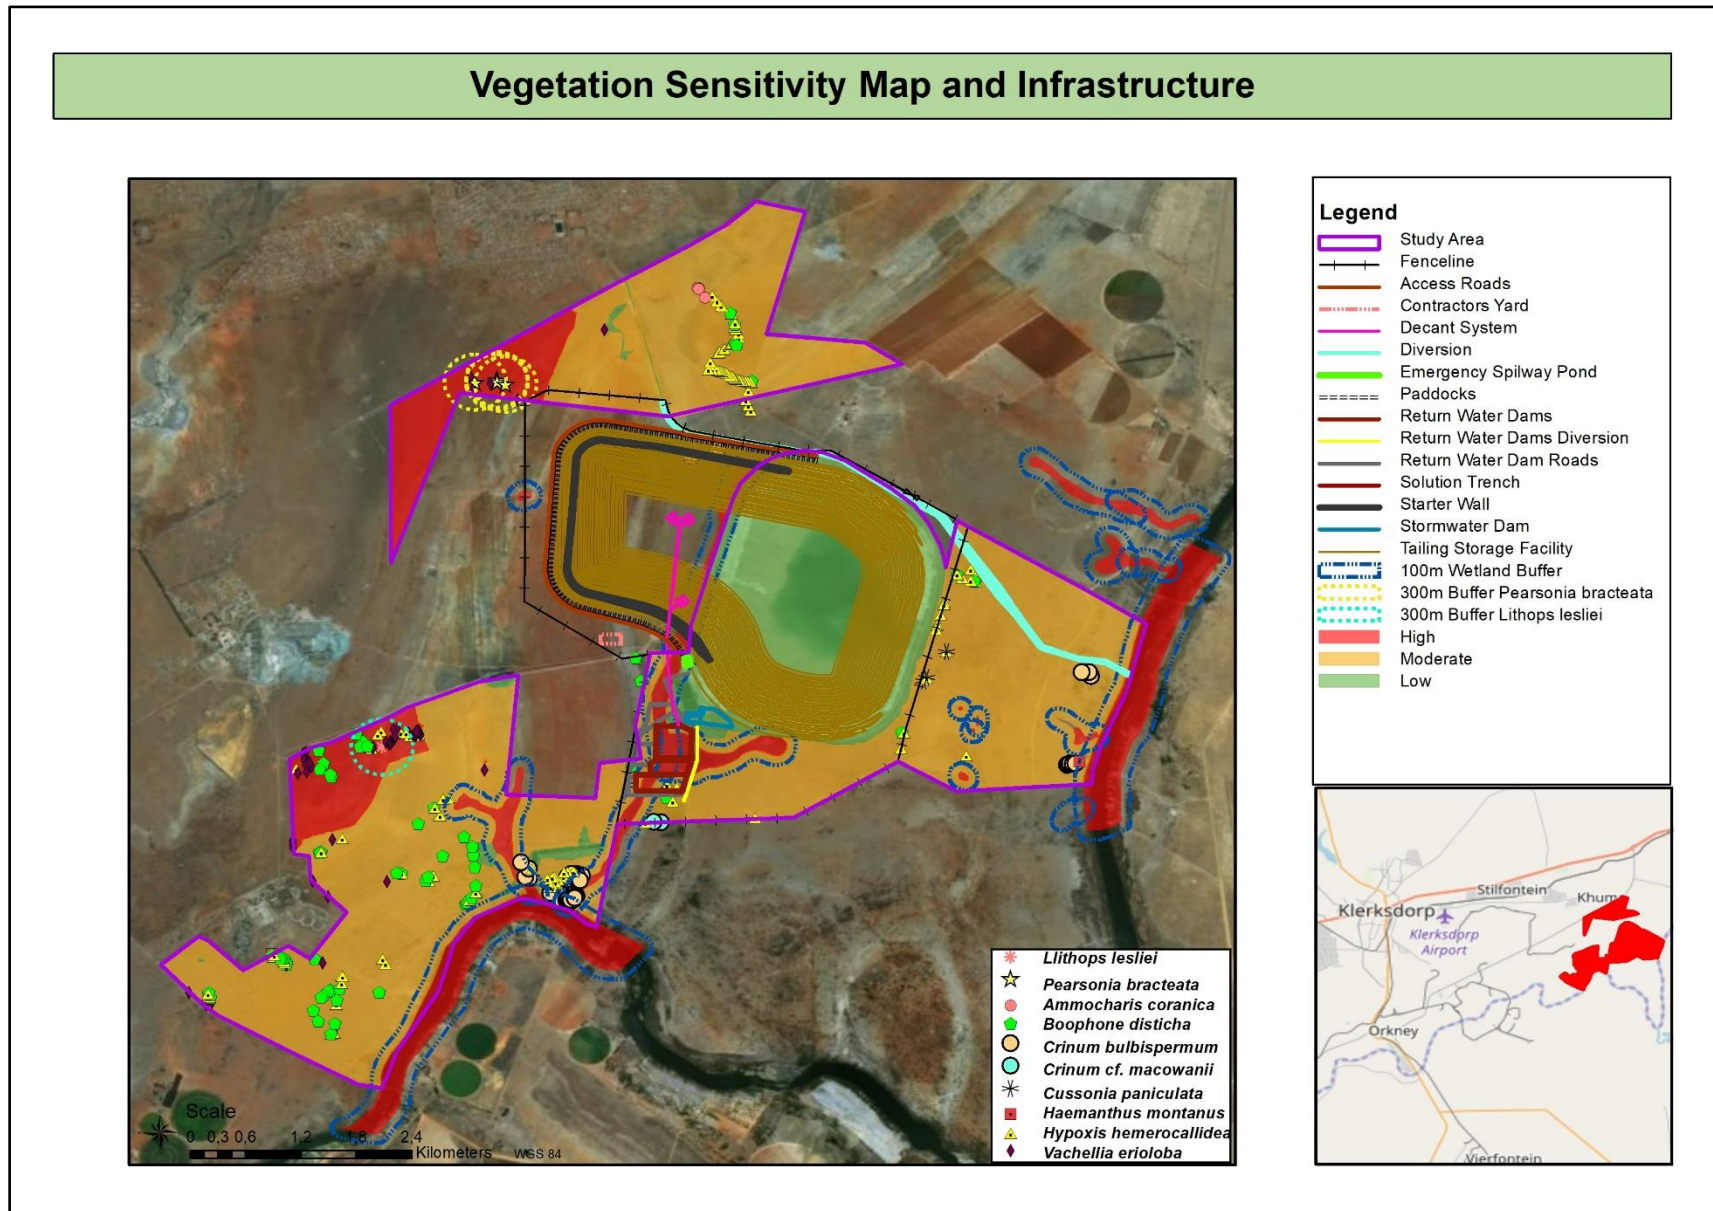 Vegetation Sensitivity Map and Infrastructure
Legend
Study Area
Fenceline
Access Roads
Contractors Yard
Decant System
Diversion
Emergency Spilway Pond
Paddocks
Return Water Dams
Return Water Dams Diversion
Return Water Dam Roads
Solution Trench
Starter Wall
Stormwater Dam
Tailing Storage Facility
100m Wetland Buffer
300m Buffer Pearsonia bracteata
300m Buffer Lithops lesliei
High
Moderate
Low
Llithops lesliei
Pearsonia bracteata
Ammocharis coranica
Boophone disticha
Crinum bulbispermum
Crinum cf. macowanii
Cussonia paniculata
Haemanthus montanus
Hypoxis hemerocallidea
Vachellia erioloba
Scale
0 0,3 0,6 1,2 1,8 2,4
Kilometers WGS 84
Stilfontein
Khum
Klerksdorp
Klerksdorp
Airport
Orkney
Vierfontein